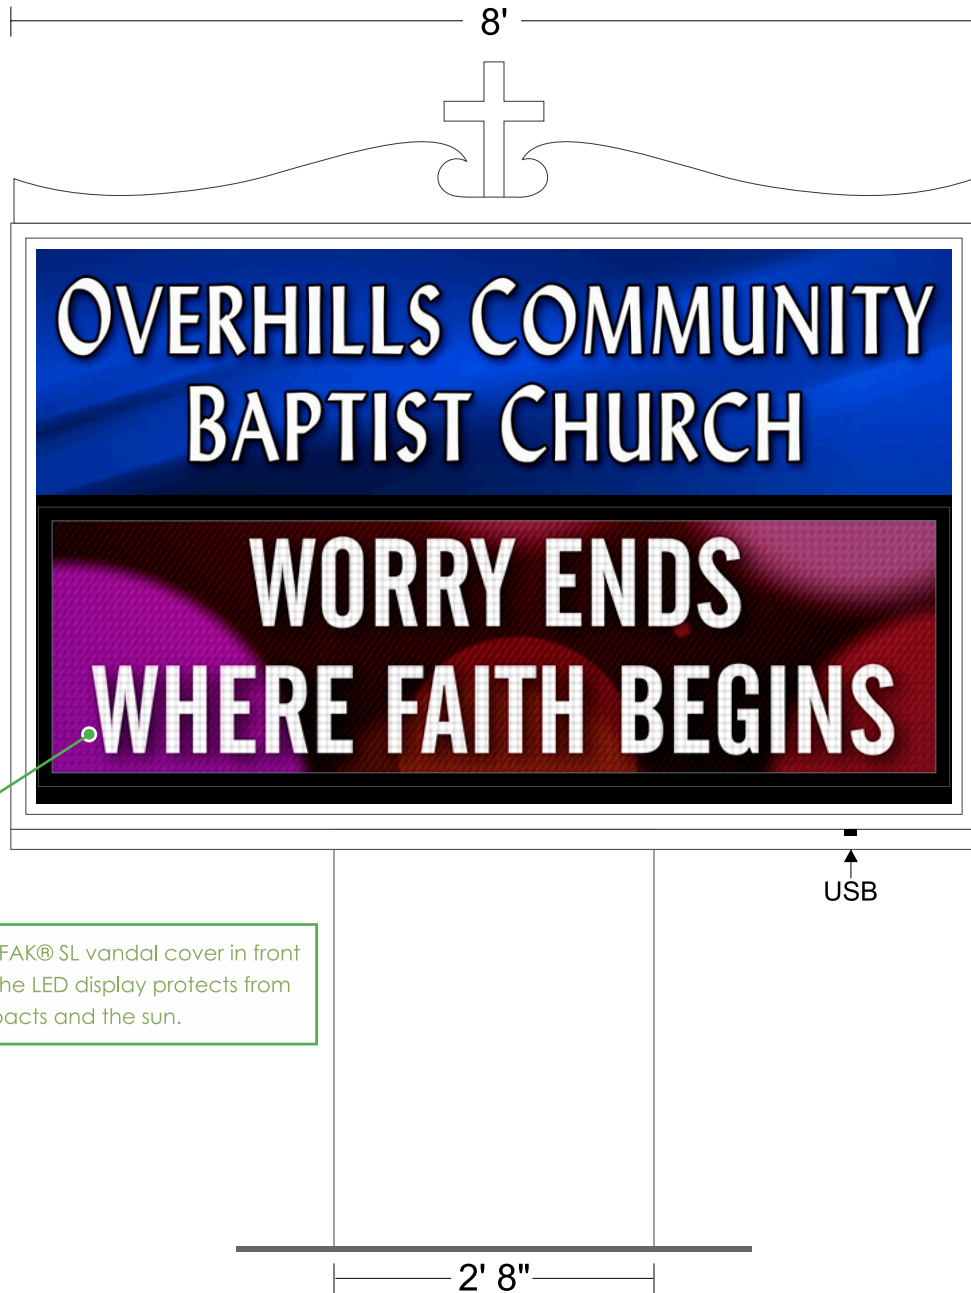 8'
OVERHILLS COMMUNITY
BAPTIST CHURCH
WORRY ENDS
WHERE FAITH BEGINS
USB
SL vandal cover in front
LED display protects from
and the sun.
2' 8"